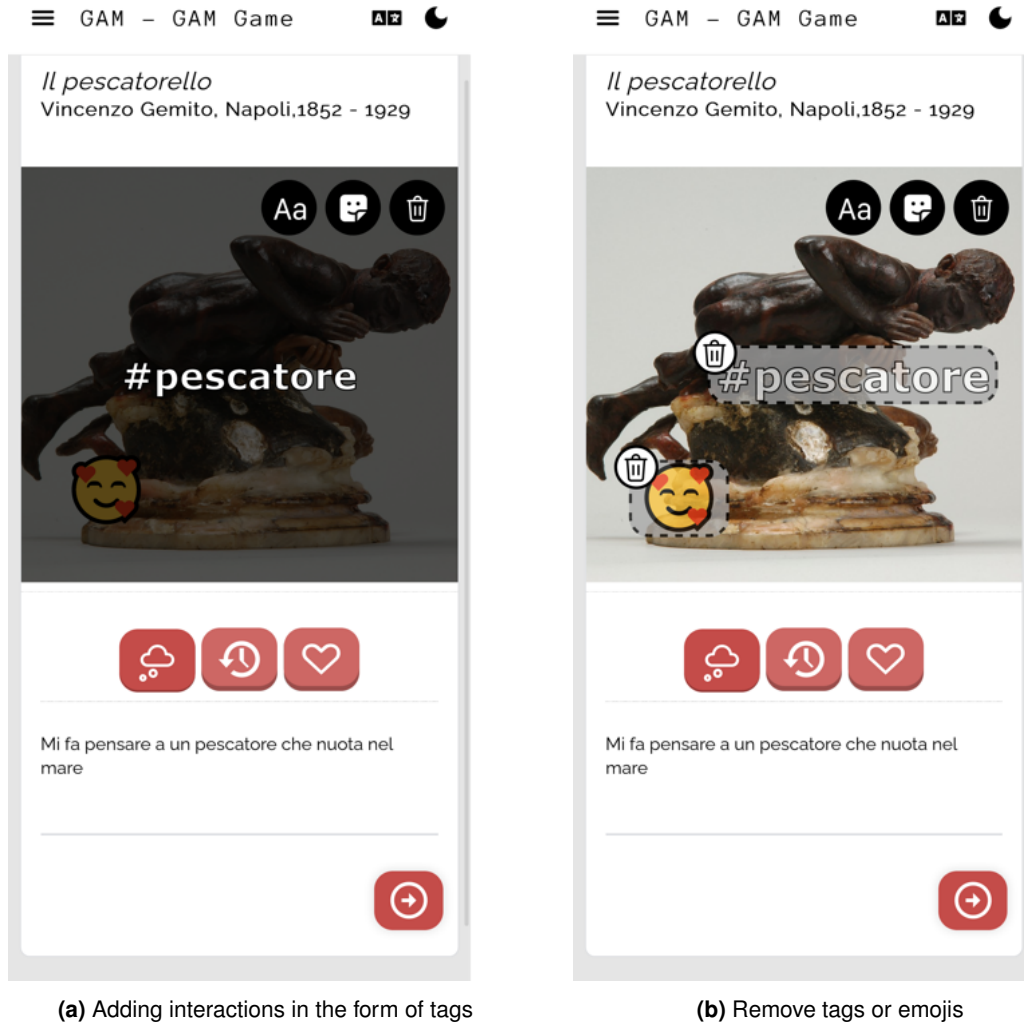 GAM – GAM Game
Il pescatorello
Vincenzo Gemito, Napoli,1852 - 1929
Aa
#pescatore
Mi fa pensare a un pescatore che nuota nel
mare
(a) Adding interactions in the form of tags
GAM – GAM Game
Il pescatorello
Vincenzo Gemito, Napoli,1852 - 1929
Aa
#pescatore
Mi fa pensare a un pescatore che nuota nel
mare
(b) Remove tags or emojis